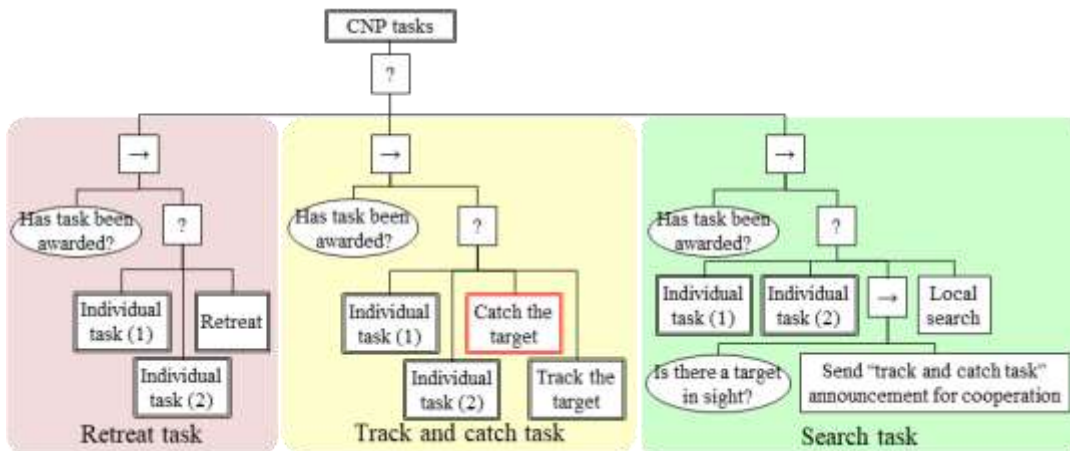 CNP tasks
?
→
→
→
Has task been
awarded?
?
Has task been
awarded?
?
Has task been
awarded?
?
Individual
task (1)
Retreat
Individual
task (2)
Retreat task
Individual
task (1)
Catch the
target
Individual
task (2)
Track the
target
Track and catch task
Individual
task (1)
Individual
task (2)
→
Local
search
Is there a target
in sight?
Send "track and catch task"
announcement for cooperation
Search task